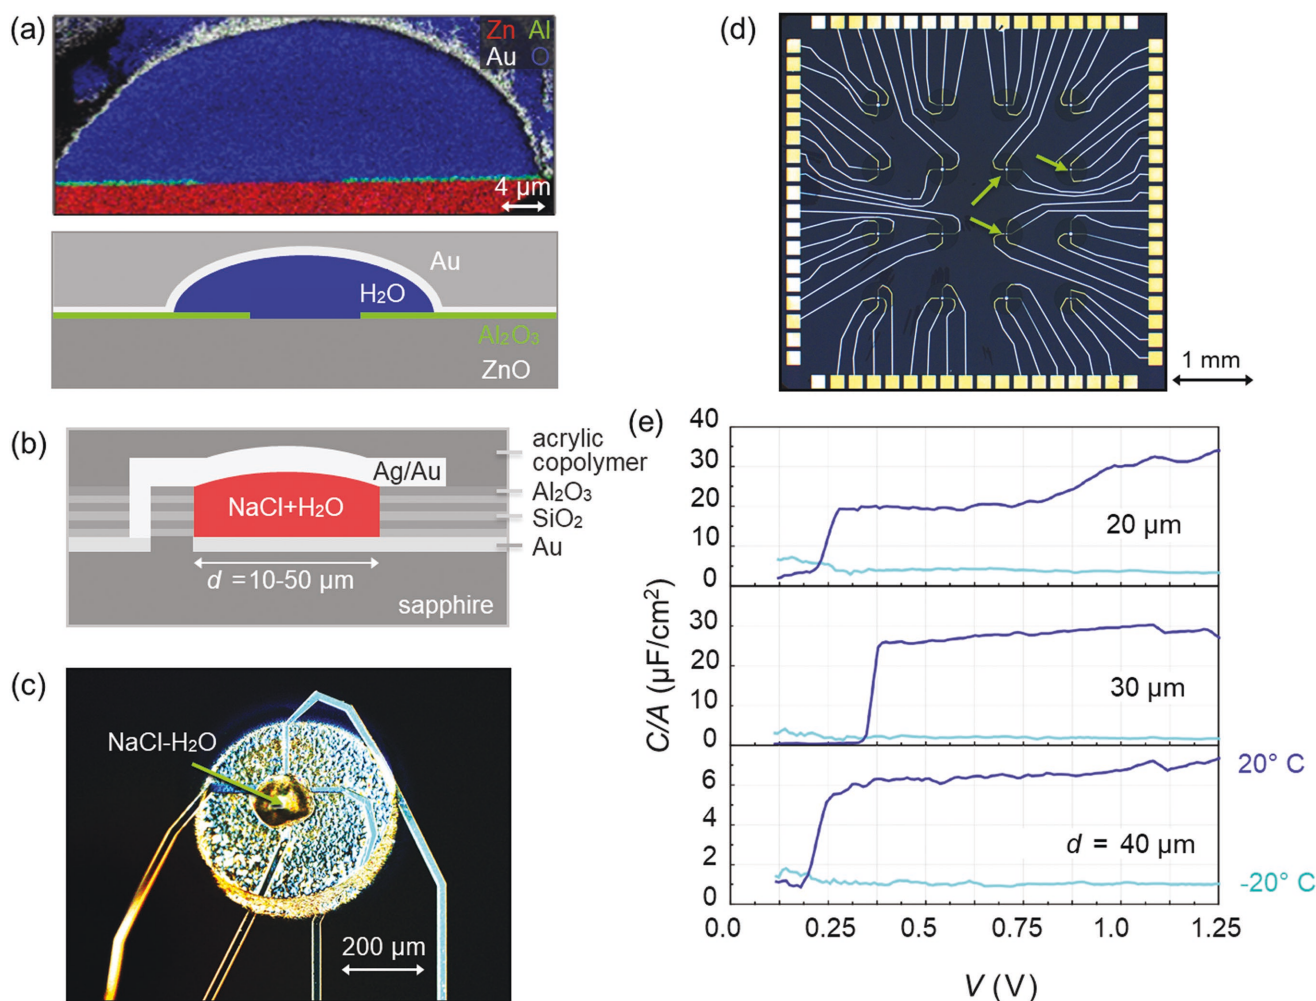 (a)
Zn Al
Au O
4 µm
Au
H₂O
Al₂O₃
ZnO
(b)
acrylic
copolymer
Ag/Au
Al₂O₃
NaCl+H₂O
SiO₂
Au
d = 10-50 µm
sapphire
(c)
NaCl-H₂O
200 µm
(d)
1 mm
(e)
40
30
20
10
0
20 µm
30
20
10
0
30 µm
6
4
2
0
d = 40 µm
C/A (µF/cm²)
20° C
-20° C
0.0 0.25 0.5 0.75 1.0 1.25
V (V)